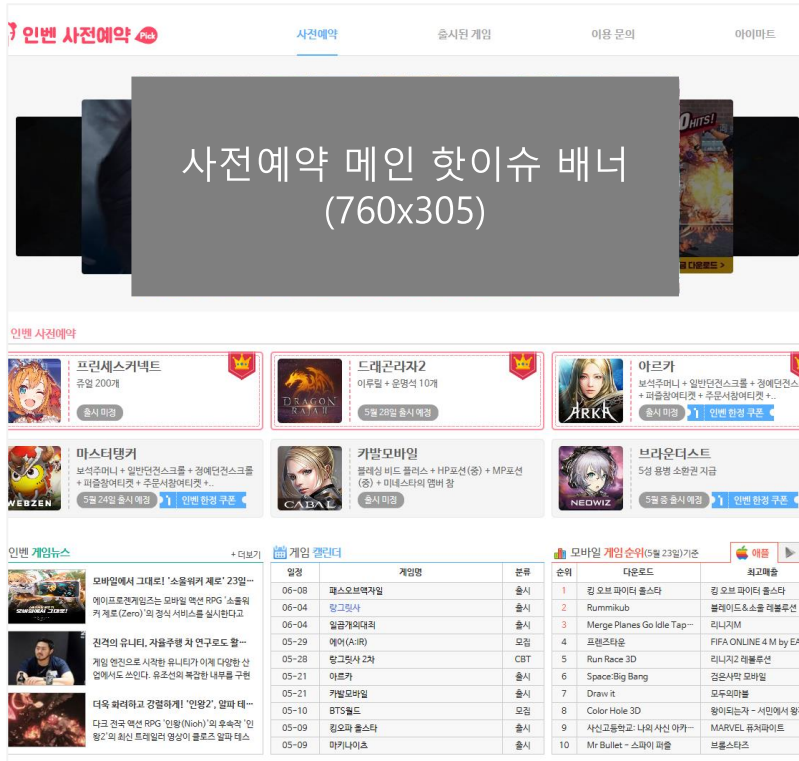 인벤 사전예약 Pick
사전예약
출시된 게임
이용 문의
아이마트
사전예약 메인 핫이슈 배너
(760x305)
HITS!
다운로드 >
인벤 사전예약
프린세스커넥트
쥬얼 200개
출시 미정
DRAGON
RAJA II
드래곤라자2
이루릴 + 운명석 10개
5월 28일 출시 예정
ARKA
아르카
보석주머니 + 일반던전스크롤 + 정예던전스
+ 퍼즐참여티켓 + 주문서참여티켓 +..
출시 미정
인벤 한정 쿠폰
WEBZEN
마스터탱커
보석주머니 + 일반던전스크롤 + 정예던전스크롤
+ 퍼즐참여티켓 + 주문서참여티켓 +..
5월 24일 출시 예정
인벤 한정 쿠폰
CABAL
카발모바일
블레싱 비드 플러스 + HP포션(중) + MP포션
(중) + 미네스타의 앰버 참
출시 미정
NEOWIZ
브라운더스트
5성 용병 소환권 지급
5월 중 출시 예정
인벤 한정 쿠폰
인벤 게임뉴스
+ 더보기
모바일에서 그대로! '소울워커 제로' 23일…
에이프로젠게임즈는 모바일 액션 RPG '소울워
커 제로(Zero)'의 정식 서비스를 실시한다고
진격의 유니티, 자율주행 차 연구로도 활…
게임 엔진으로 시작한 유니티가 이제 다양한 산
업에서도 쓰인다. 유조선의 복잡한 내부를 구현
더욱 화려하고 강렬하게! '인왕2', 알파 테…
다크 전국 액션 RPG '인왕(Nioh)'의 후속작 '인
왕2'의 최신 트레일러 영상이 클로즈 알파 테스
게임 캘린더
일정 게임명 분류
06-08 패스오브엑자일 출시
06-04 랑그릿사 출시
06-04 일곱개의대죄 출시
05-29 에어(A:IR) 모집
05-28 랑그릿사 2차 CBT
05-21 아르카 출시
05-21 카발모바일 출시
05-10 BTS월드 모집
05-09 킹오파 올스타 출시
05-09 마키나이츠 출시
모바일 게임 순위(5월 23일)기준
애플
순위 다운로드 최고매출
1 킹 오브 파이터 올스타 킹 오브 파이터 올스타
2 Rummikub 블레이드&소울 레볼루션
3 Merge Planes Go Idle Tap… 리니지M
4 프렌즈타운 FIFA ONLINE 4 M by EA
5 Run Race 3D 리니지2 레볼루션
6 Space:Big Bang 검은사막 모바일
7 Draw it 모두의마블
8 Color Hole 3D 왕이되는자 - 서민에서 왕
9 사신고등학교: 나의 사신 아카… MARVEL 퓨처파이트
10 Mr Bullet - 스파이 퍼즐 브롤스타즈